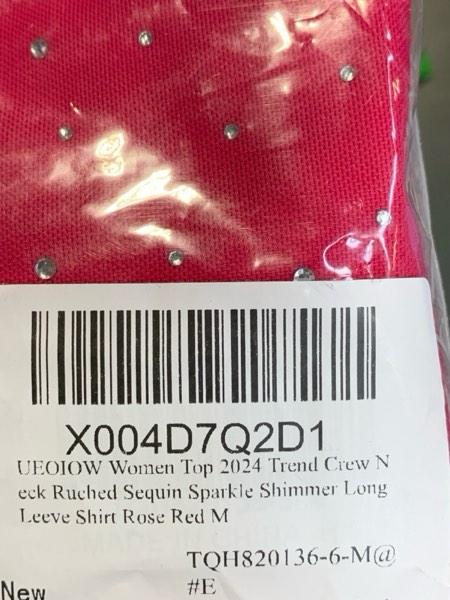 X004D7Q2D1
UEOIOW Women Top 2024 Trend Crew N
eck Ruched Sequin Sparkle Shimmer Long
Leeve Shirt Rose Red M
TQH820136-6-M@
#E
New